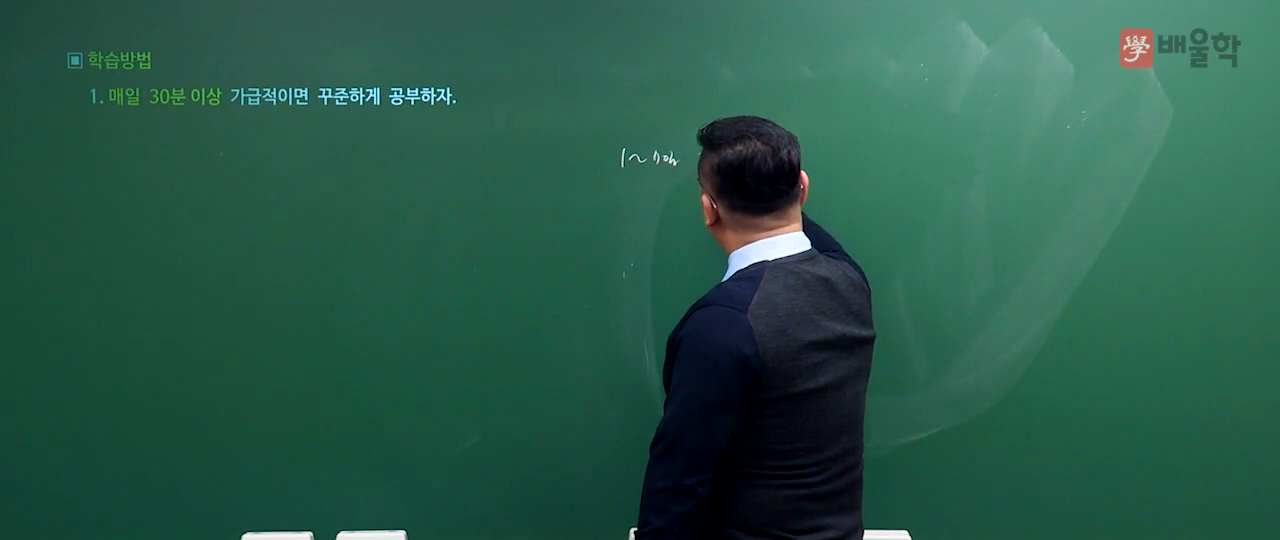 學 배울학
▣ 학습방법
1. 매일 30분 이상 가급적이면 꾸준하게 공부하자.
1~